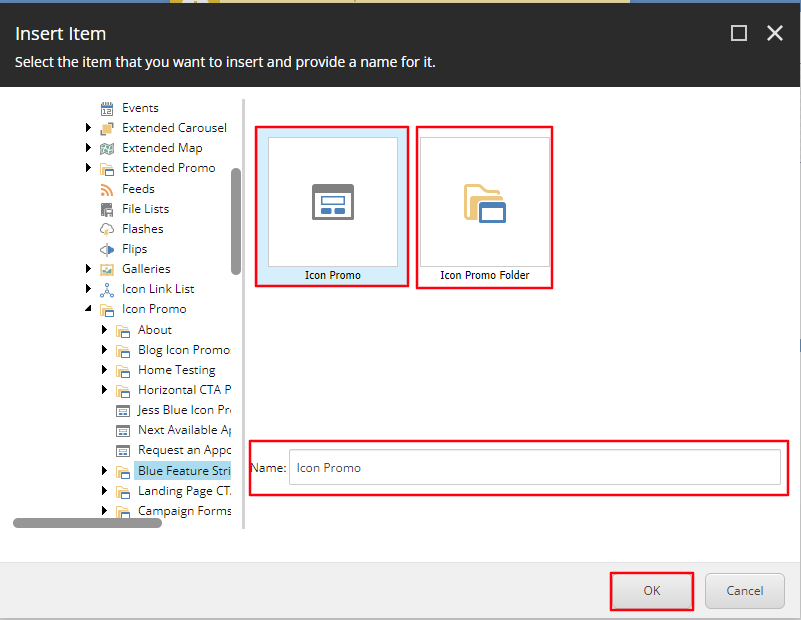 Insert Item
Select the item that you want to insert and provide a name for it.
Events
Extended Carousel
Extended Map
Extended Promo
Feeds
File Lists
Flashes
Flips
Galleries
Icon Link List
Icon Promo
About
Blog Icon Promo
Home Testing
Horizontal CTA P
Jess Blue Icon Pr
Next Available Ap
Request an Appo
Blue Feature Stri
Landing Page CT
Campaign Forms
Icon Promo
Icon Promo Folder
Name: Icon Promo
OK
Cancel